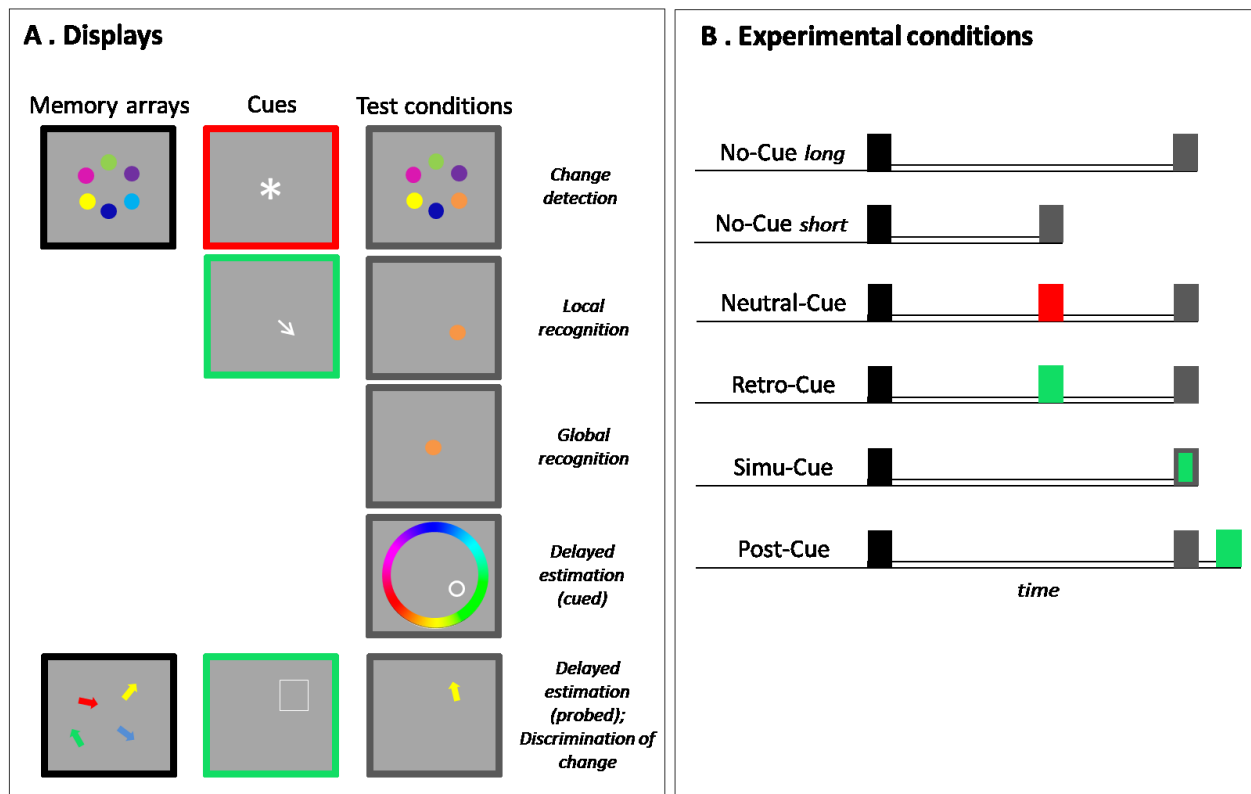 A . Displays
Memory arrays
Cues
Test conditions
Change
detection
Local
recognition
Global
recognition
Delayed
estimation
(cued)
Delayed
estimation
(probed);
Discrimination of
change
B . Experimental conditions
No-Cue long
No-Cue short
Neutral-Cue
Retro-Cue
Simu-Cue
Post-Cue
time